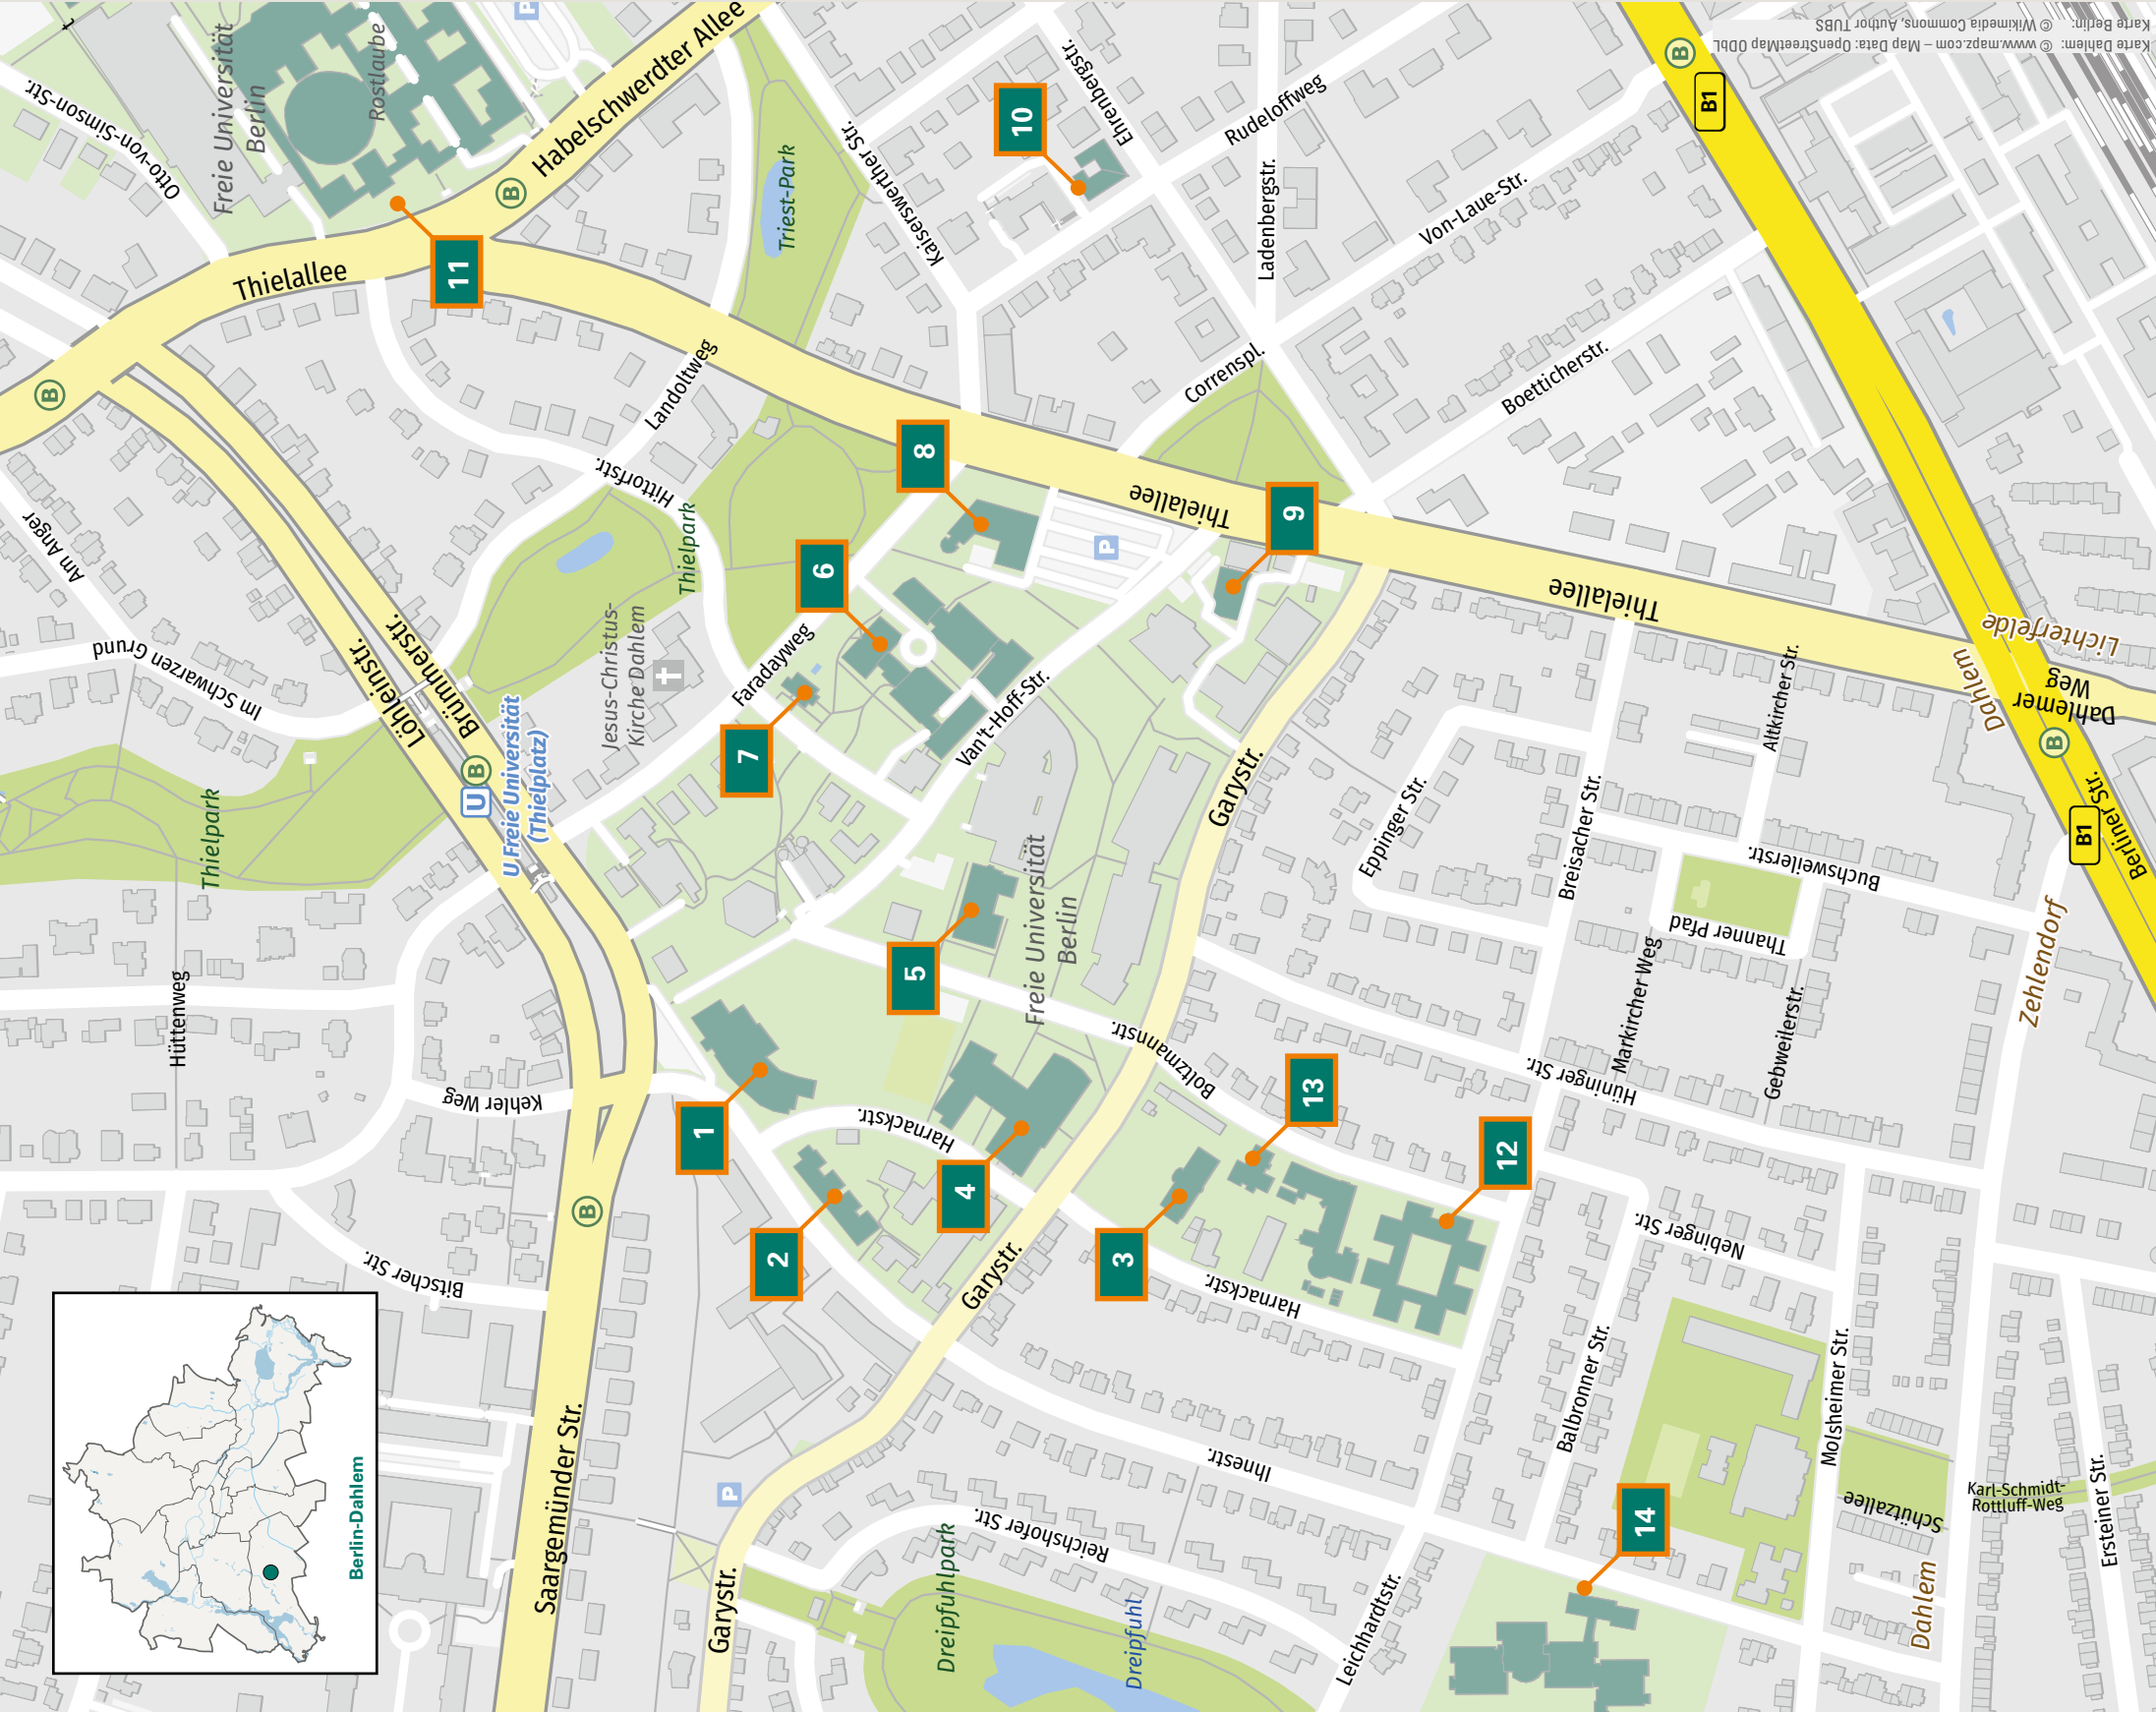 Otto-von-Simson-Str.
Freie Universität
Berlin
Rostlaube
P
Habelschwerdter Allee
B
Thielallee
11
B
Triest-Park
Kaiserswerther Str.
10
Ehrenbergstr.
Rudeloffweg
Ladenbergstr.
Von-Laue-Str.
B
B1
Karte Dahlem: © www.mapz.com – Map Data: OpenStreetMap ODbL
Karte Berlin: © Wikimedia Commons, Author TUBS
Landoltweg
Hittorfstr.
Correnspl.
Boetticherstr.
8
Thielallee
9
P
Am Anger
Im Schwarzen Grund
Löhleinstr.
Brümmerstr.
Thielpark
6
Jesus-Christus-
Kirche Dahlem
Faradayweg
7
Van't-Hoff-Str.
Thielallee
Lichterfelde
Dahlem
Dahlemer
Weg
B
B1
Berliner Str.
Altkircher Str.
Thielpark
U
B
U Freie Universität
(Thielplatz)
Garystr.
Eppinger Str.
Breisacher Str.
Buchsweilerstr.
Thanner Pfad
Zehlendorf
Hüttenweg
5
Freie Universität
Berlin
Markircher Weg
Gebweilerstr.
Kehler Weg
1
Harnackstr.
Boltzmannstr.
13
Hüninger Str.
12
B
2
4
3
Bitscher Str.
Garystr.
Harnackstr.
Nebinger Str.
Balbronner Str.
Molsheimer Str.
Saargemünder Str.
Berlin-Dahlem
P
Ihnestr.
Reichshofer Str.
14
Schützallee
Karl-Schmidt-
Rottluff-Weg
Ersteiner Str.
Garystr.
Dreipfuhlpark
Dreipfuhl
Leichhardtstr.
Dahlem